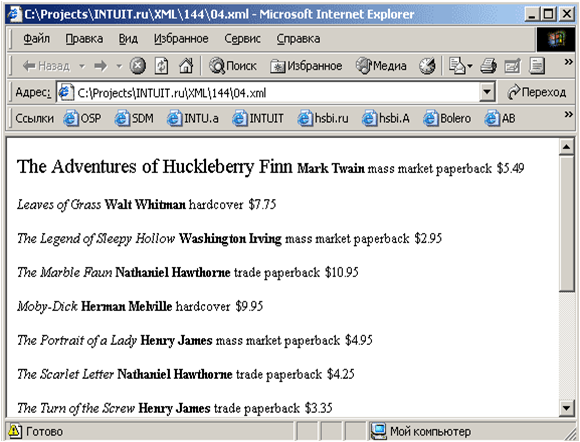 C:\Projects\INTUIT.ru\XML\144\04.xml - Microsoft Internet Explorer
Файл Правка Вид Избранное Сервис Справка
Назад Поиск Избранное Медиа »
Адрес: C:\Projects\INTUIT.ru\XML\144\04.xml Переход
Ссылки OSP SDM INTU.a INTUIT hsbi.ru hsbi.A Bolero AB »
The Adventures of Huckleberry Finn Mark Twain mass market paperback $5.49
Leaves of Grass Walt Whitman hardcover $7.75
The Legend of Sleepy Hollow Washington Irving mass market paperback $2.95
The Marble Faun Nathaniel Hawthorne trade paperback $10.95
Moby-Dick Herman Melville hardcover $9.95
The Portrait of a Lady Henry James mass market paperback $4.95
The Scarlet Letter Nathaniel Hawthorne trade paperback $4.25
The Turn of the Screw Henry James trade paperback $3.35
Готово Мой компьютер